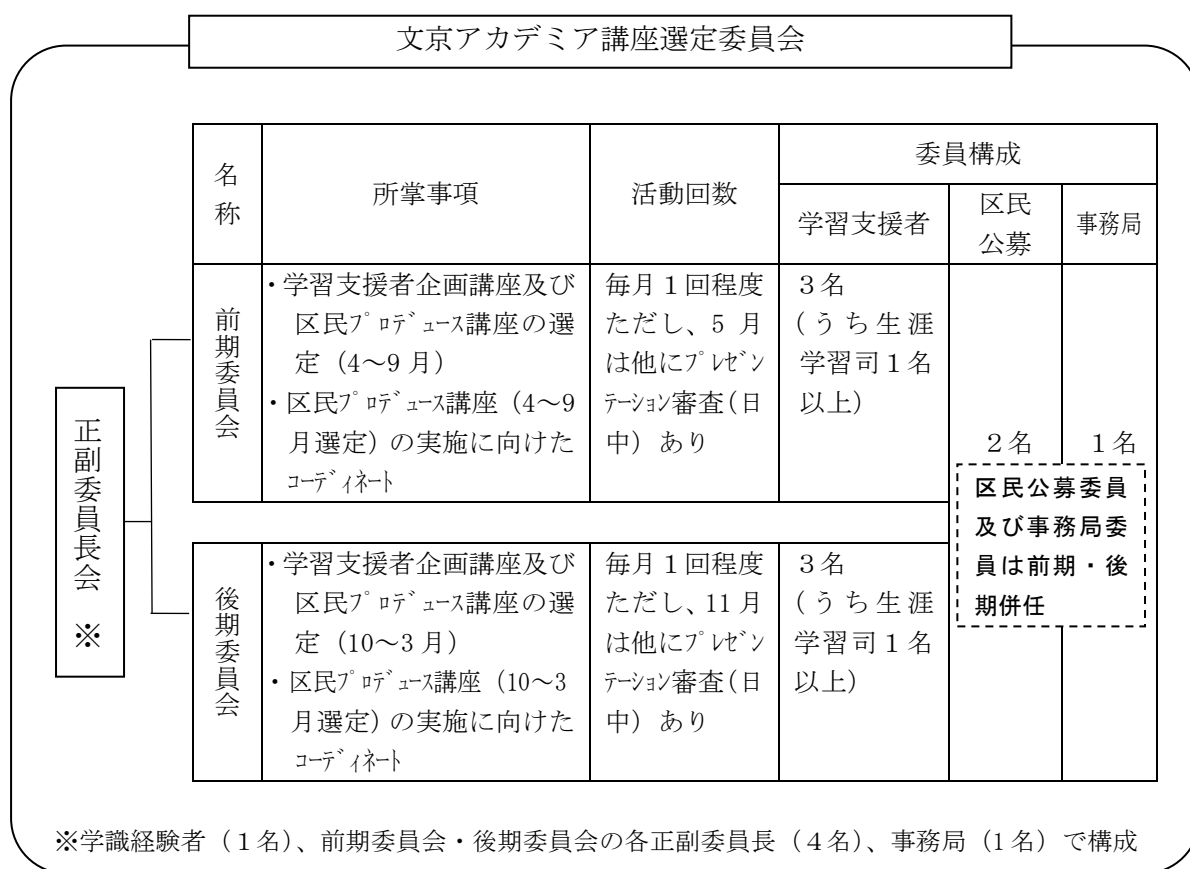 文京アカデミア講座選定委員会
名称
所掌事項
活動回数
委員構成
学習支援者
区民
公募
事務局
前期委員会
・学習支援者企画講座及び
区民ﾌﾟﾛﾃﾞｭｰｽ講座の選
定（4～9月）
・区民ﾌﾟﾛﾃﾞｭｰｽ講座（4～9
月選定）の実施に向けた
ｺｰﾃﾞｨﾈｰﾄ
毎月１回程度
ただし、5 月
は他にﾌﾟﾚｾﾞﾝ
ﾃｰｼｮﾝ審査（日
中）あり
３名
（うち生涯
学習司１名
以上）
２名
１名
区民公募委員
及び事務局委
員は前期・後
期併任
正副委員長会 ※
後期委員会
・学習支援者企画講座及び
区民ﾌﾟﾛﾃﾞｭｰｽ講座の選
定（10～3月）
・区民ﾌﾟﾛﾃﾞｭｰｽ講座（10～3
月選定）の実施に向けた
ｺｰﾃﾞｨﾈｰﾄ
毎月１回程度
ただし、11 月
は他にﾌﾟﾚｾﾞﾝ
ﾃｰｼｮﾝ審査（日
中）あり
３名
（うち生涯
学習司１名
以上）
※学識経験者（１名）、前期委員会・後期委員会の各正副委員長（４名）、事務局（1名）で構成